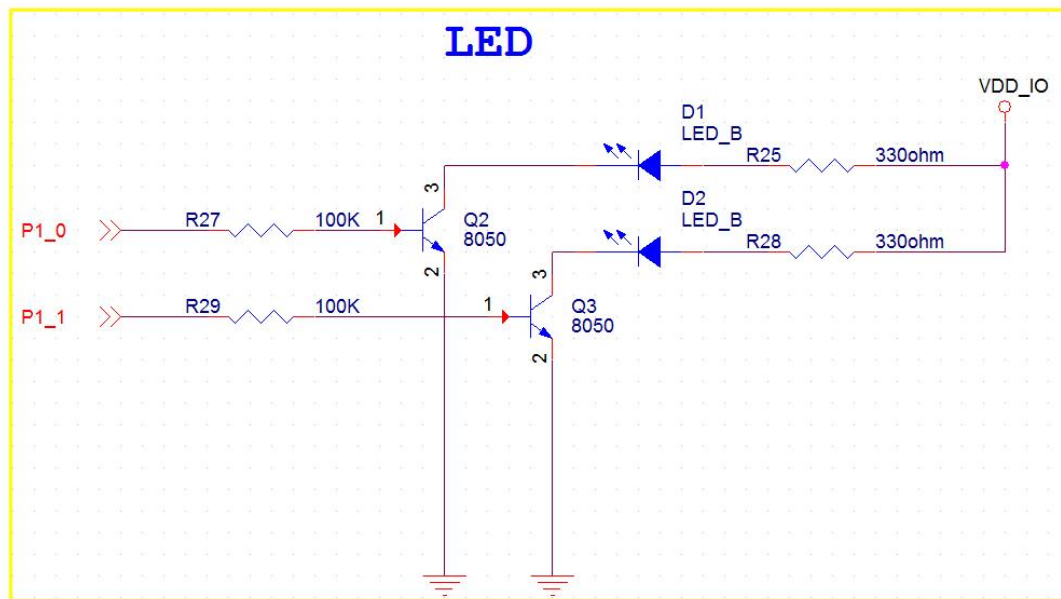 LED
VDD_IO
D1
LED_B
R25
330ohm
3
D2
LED_B
P1_0
R27
100K
1
Q2
8050
R28
330ohm
2
3
P1_1
R29
100K
1
Q3
8050
2